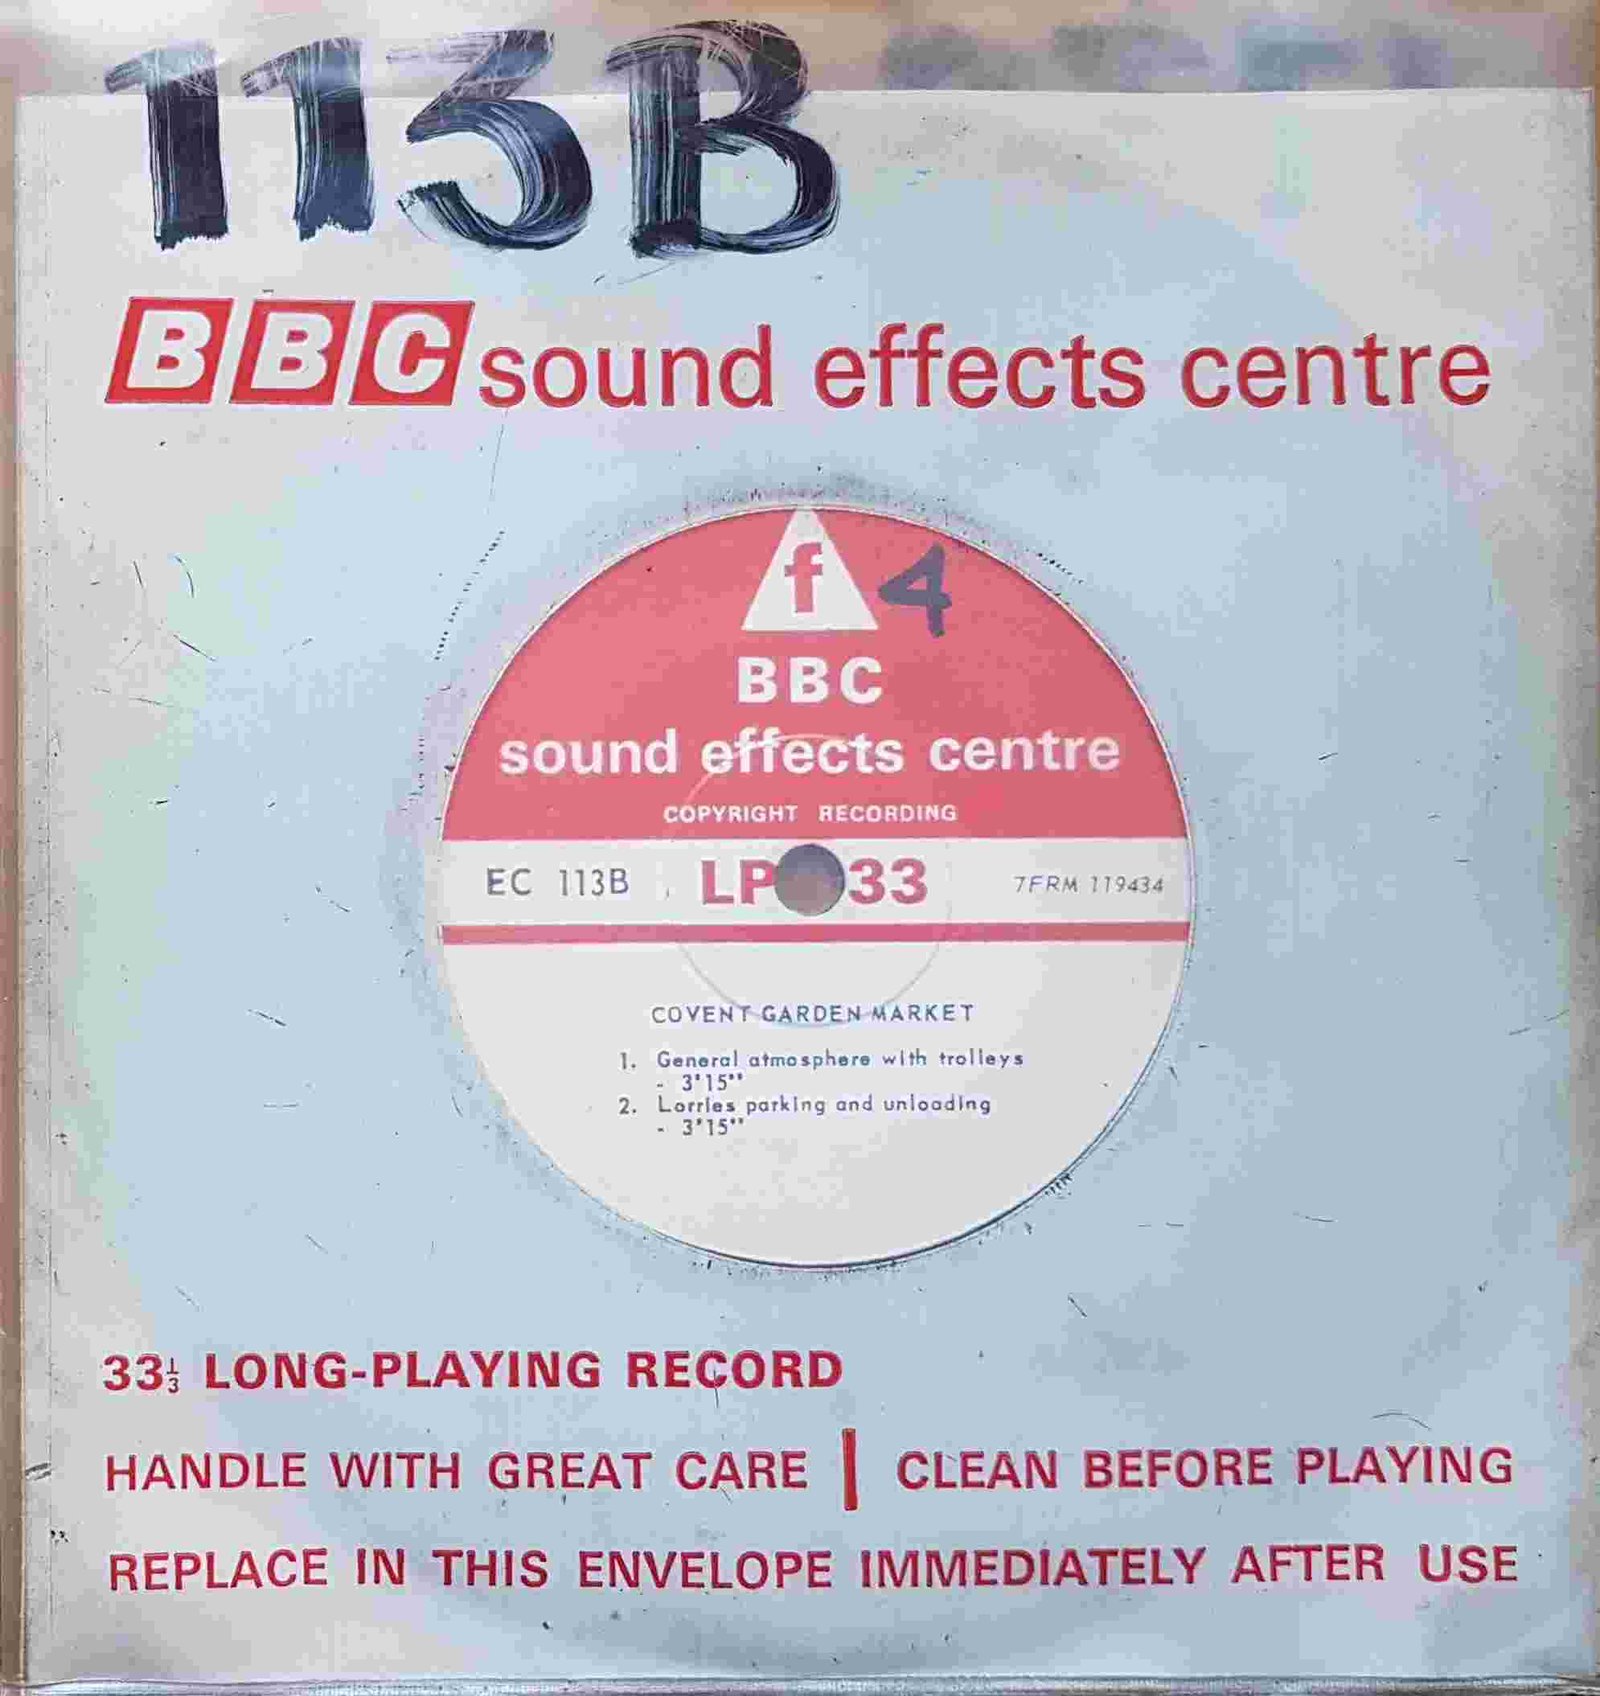 113B
BBC sound effects centre
f 4
BBC
sound effects centre
COPYRIGHT RECORDING
EC 113B LP 33 7FRM 119434
COVENT GARDEN MARKET
1. General atmosphere with trolleys
- 3'15"
2. Lorries parking and unloading
- 3'15"
33⅓ LONG-PLAYING RECORD
HANDLE WITH GREAT CARE | CLEAN BEFORE PLAYING
REPLACE IN THIS ENVELOPE IMMEDIATELY AFTER USE